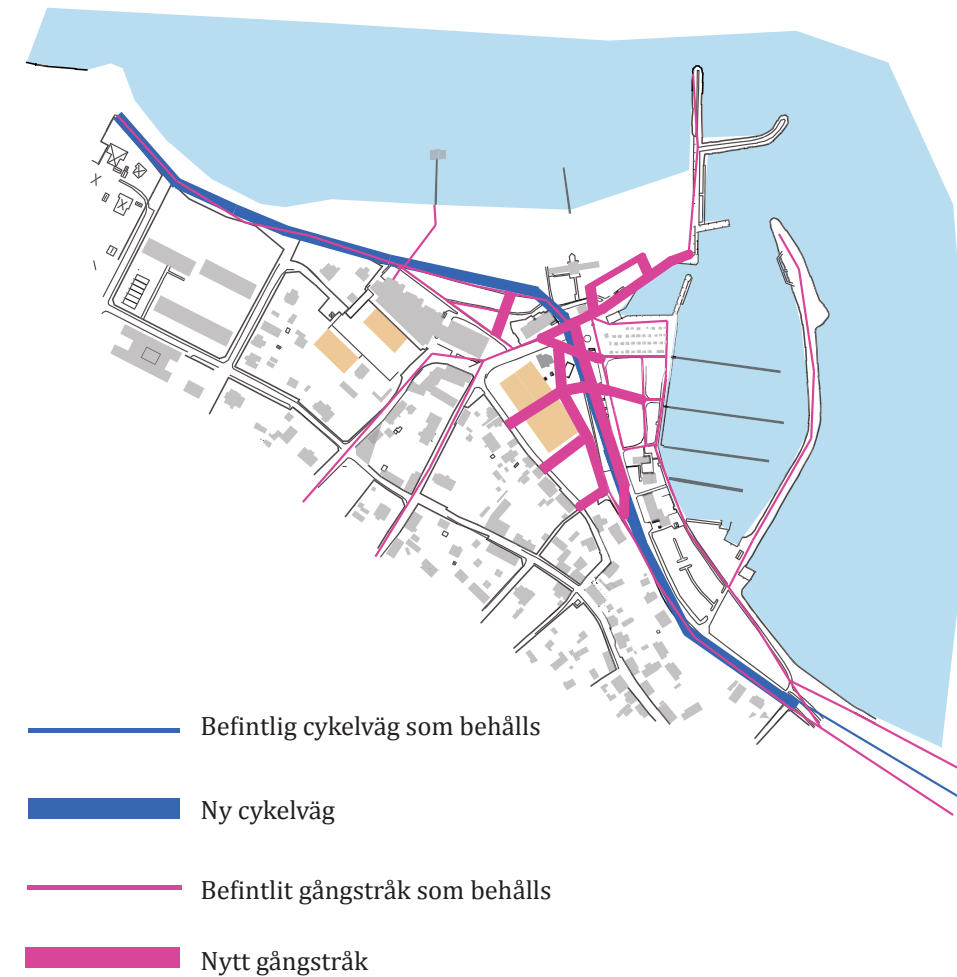 Befintlig cykelväg som behålls
Ny cykelväg
Befintlit gångstråk som behålls
Nytt gångstråk